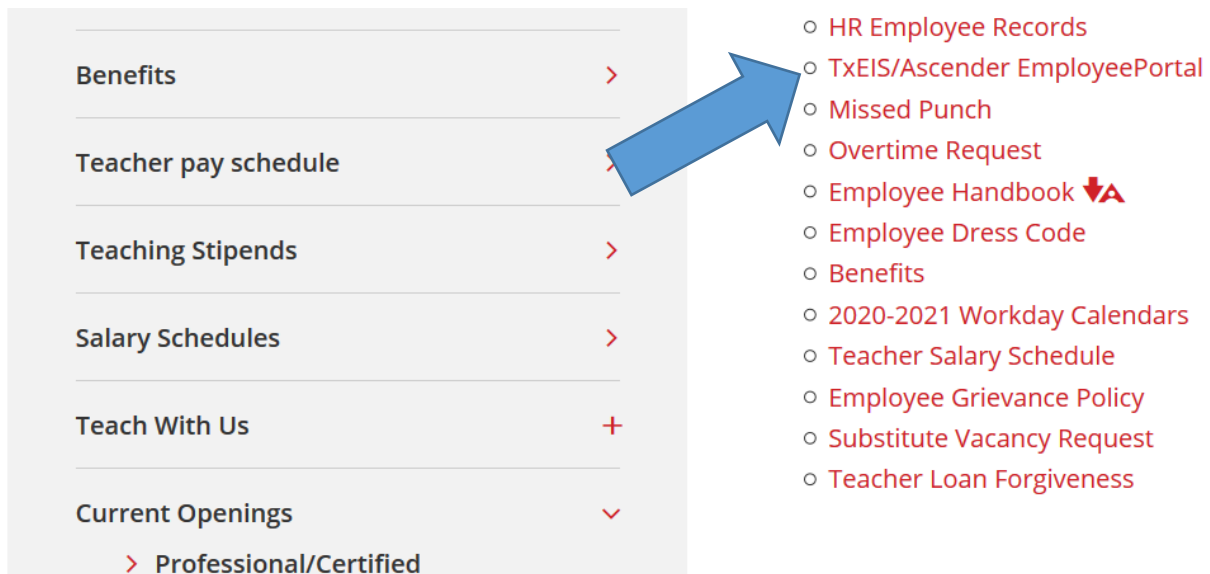 Benefits
Teacher pay schedule
Teaching Stipends
Salary Schedules
Teach With Us
Current Openings
Professional/Certified
HR Employee Records
TxEIS/Ascender EmployeePortal
Missed Punch
Overtime Request
Employee Handbook
Employee Dress Code
Benefits
2020-2021 Workday Calendars
Teacher Salary Schedule
Employee Grievance Policy
Substitute Vacancy Request
Teacher Loan Forgiveness